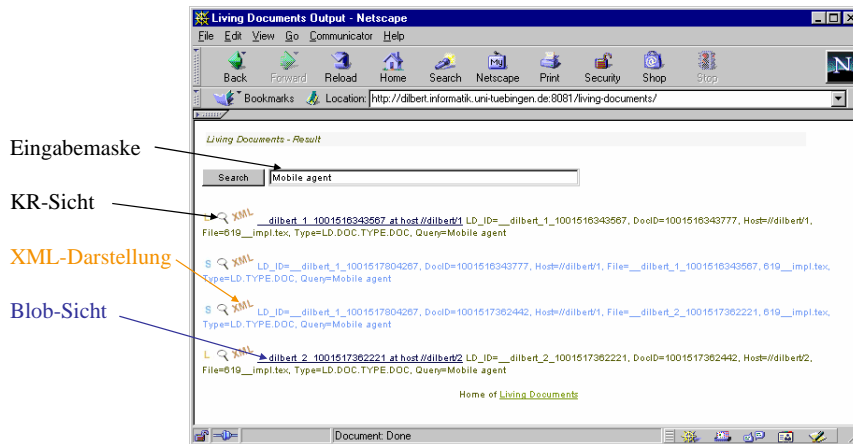 Living Documents Output - Netscape
File Edit View Go Communicator Help
Back Forward Reload Home Search Netscape Print Security Shop Stop
My
N
Bookmarks Location: http://dilbert.informatik.uni-tuebingen.de:8081/living-documents/
Living Documents - Result
Eingabemaske
Search Mobile agent
KR-Sicht
L XML __dilbert_1_1001516343567 at host //dilbert/1 LD_ID=__dilbert_1_1001516343567, DocID=1001516343777, Host=//dilbert/1,
File=619__impl.tex, Type=LD.DOC.TYPE.DOC, Query=Mobile agent
XML-Darstellung
S XML LD_ID=__dilbert_1_1001517804267, DocID=1001516343777, Host=//dilbert/1, File=__dilbert_1_1001516343567, 619__impl.tex,
Type=LD.TYPE.DOC, Query=Mobile agent
Blob-Sicht
S XML LD_ID=__dilbert_1_1001517804267, DocID=1001517362442, Host=//dilbert/1, File=__dilbert_2_1001517362221, 619__impl.tex,
Type=LD.TYPE.DOC, Query=Mobile agent
L XML __dilbert_2_1001517362221 at host //dilbert/2 LD_ID=__dilbert_2_1001517362221, DocID=1001517362442, Host=//dilbert/2,
File=619__impl.tex, Type=LD.DOC.TYPE.DOC, Query=Mobile agent
Home of Living Documents
Document: Done